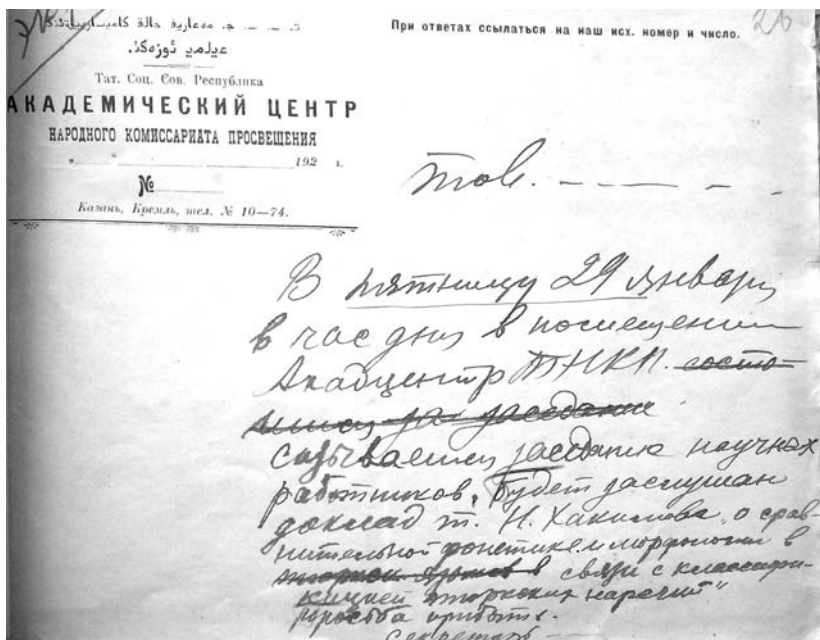 عيلمي ئوزەك.
Тат. Соц. Сов. Республика
АКАДЕМИЧЕСКИЙ ЦЕНТР
НАРОДНОГО КОМИССАРИАТА ПРОСВЕЩЕНИЯ
„ “ 192 г.
№
Казань, Кремль, тел. № 10—74.
При ответах ссылаться на наш исх. номер и число.
26
Тов. – – – – –
В пятницу 29 января
в час дня в помещении
Акадцентр ТНКП. состо-
заседание
созывается заседание научных
работников, будет заслушан
доклад т. Н. Хакимова „о срав-
нительной фонетике и морфологии в
связи с классифи-
кацией тюркских наречий“
просьба прибыть.
Секретарь –